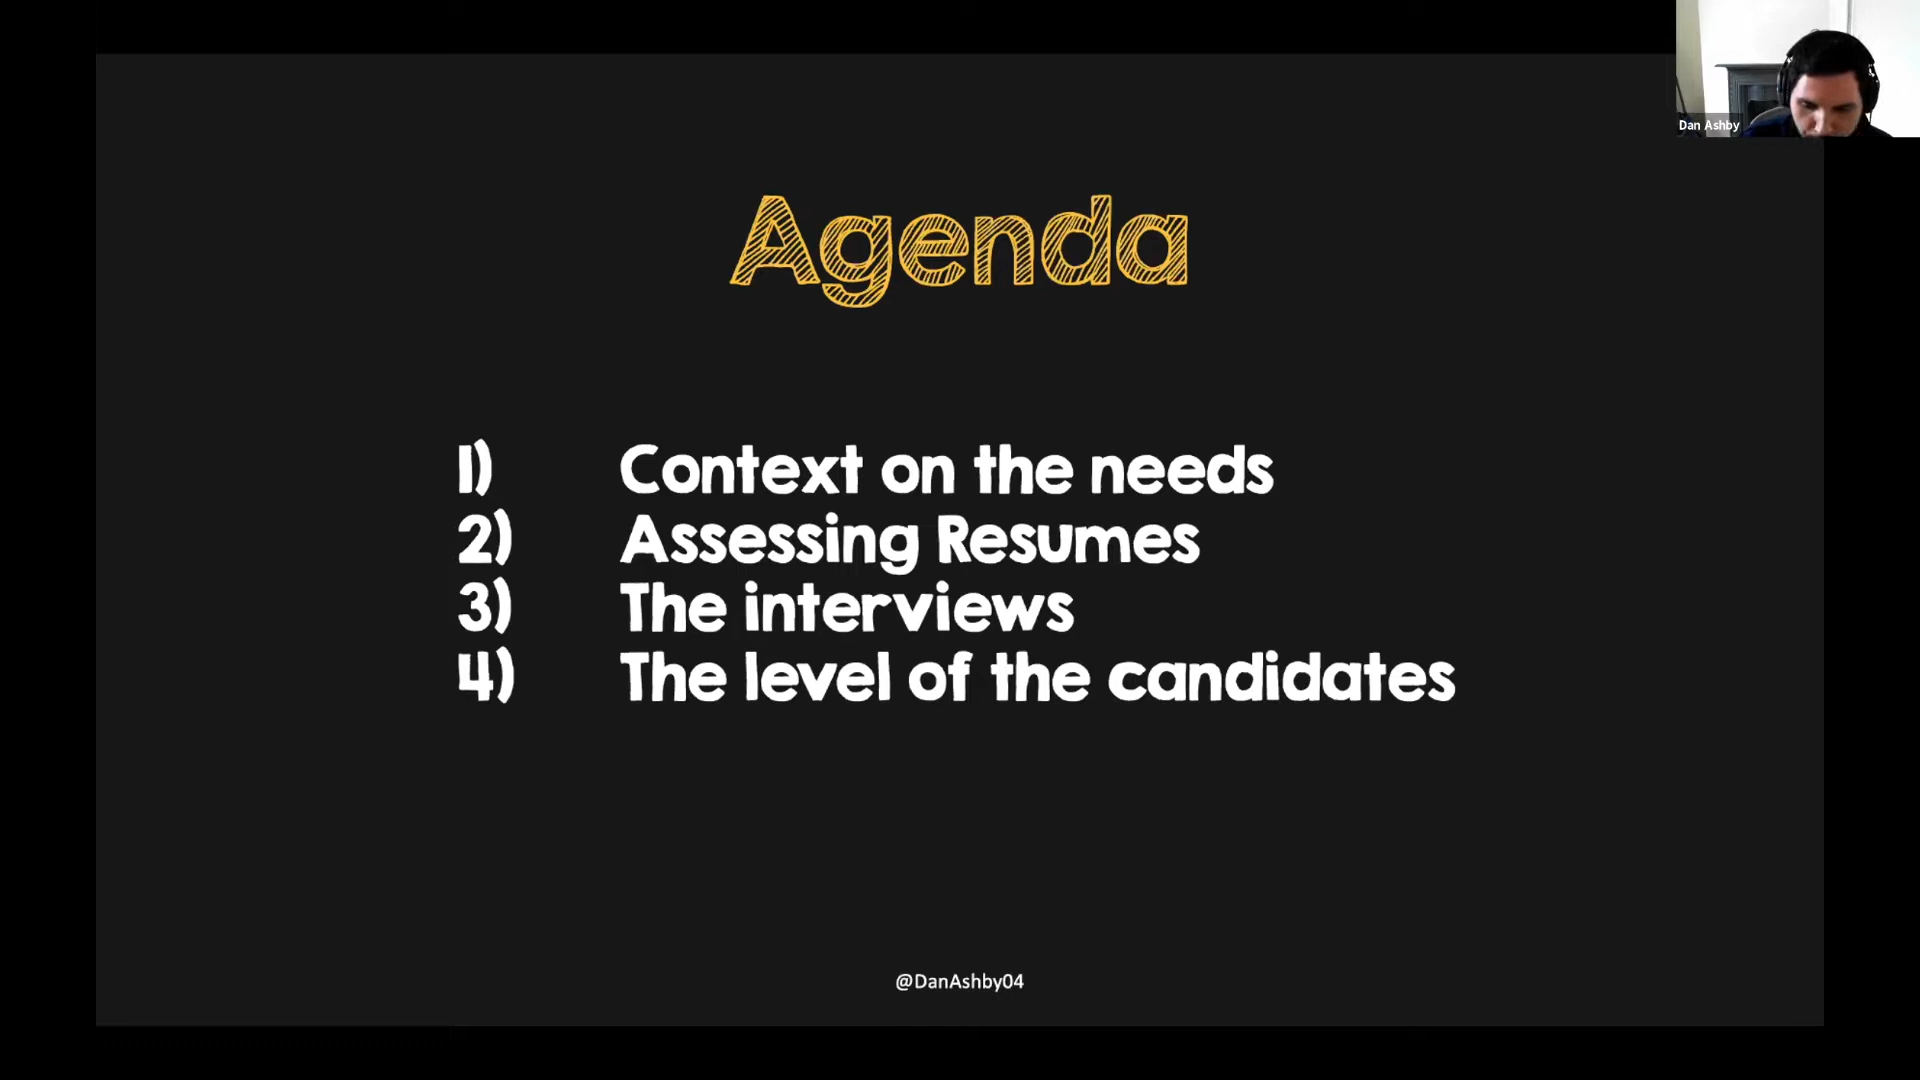 Dan Ashby
Agenda
1) Context on the needs
2) Assessing Resumes
3) The interviews
4) The level of the candidates
@DanAshby04